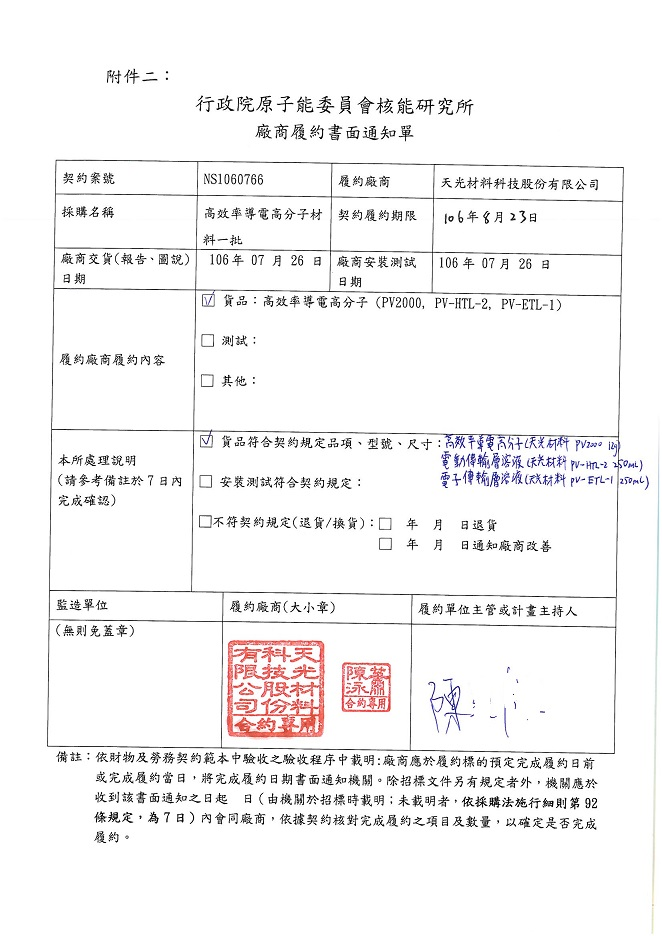 附件二：
行政院原子能委員會核能研究所
廠商履約書面通知單
契約案號 NS1060766 履約廠商 天光材料科技股份有限公司
採購名稱 高效率導電高分子材料一批 契約履約期限 106年8月23日
廠商交貨(報告、圖說)日期 106 年 07 月 26 日 廠商安裝測試日期 106 年 07 月 26 日
履約廠商履約內容
☑ 貨品：高效率導電高分子 (PV2000, PV-HTL-2, PV-ETL-1)
□ 測試：
□ 其他：
本所處理說明
(請參考備註於 7 日內
完成確認)
☑ 貨品符合契約規定品項、型號、尺寸：高效率導電高分子(天光材料 PV2000 12g)
電動傳輸層溶液(天光材料 PV-HTL-2 250mL)
電子傳輸層溶液(天光材料 PV-ETL-1 250mL)
□ 安裝測試符合契約規定：
□不符契約規定(退貨/換貨)：□ 年 月 日退貨
□ 年 月 日通知廠商改善
監造單位 履約廠商(大小章) 履約單位主管或計畫主持人
(無則免蓋章)
天光材料
科技股份
有限公司
合約專用
陳泳
合約專用
陳
備註：依財物及勞務契約範本中驗收之驗收程序中載明：廠商應於履約標的預定完成履約日前
或完成履約當日，將完成履約日期書面通知機關。除招標文件另有規定者外，機關應於
收到該書面通知之日起 日(由機關於招標時載明；未載明者，依採購法施行細則第 92
條規定，為 7 日)內會同廠商，依據契約核對完成履約之項目及數量，以確定是否完成
履約。